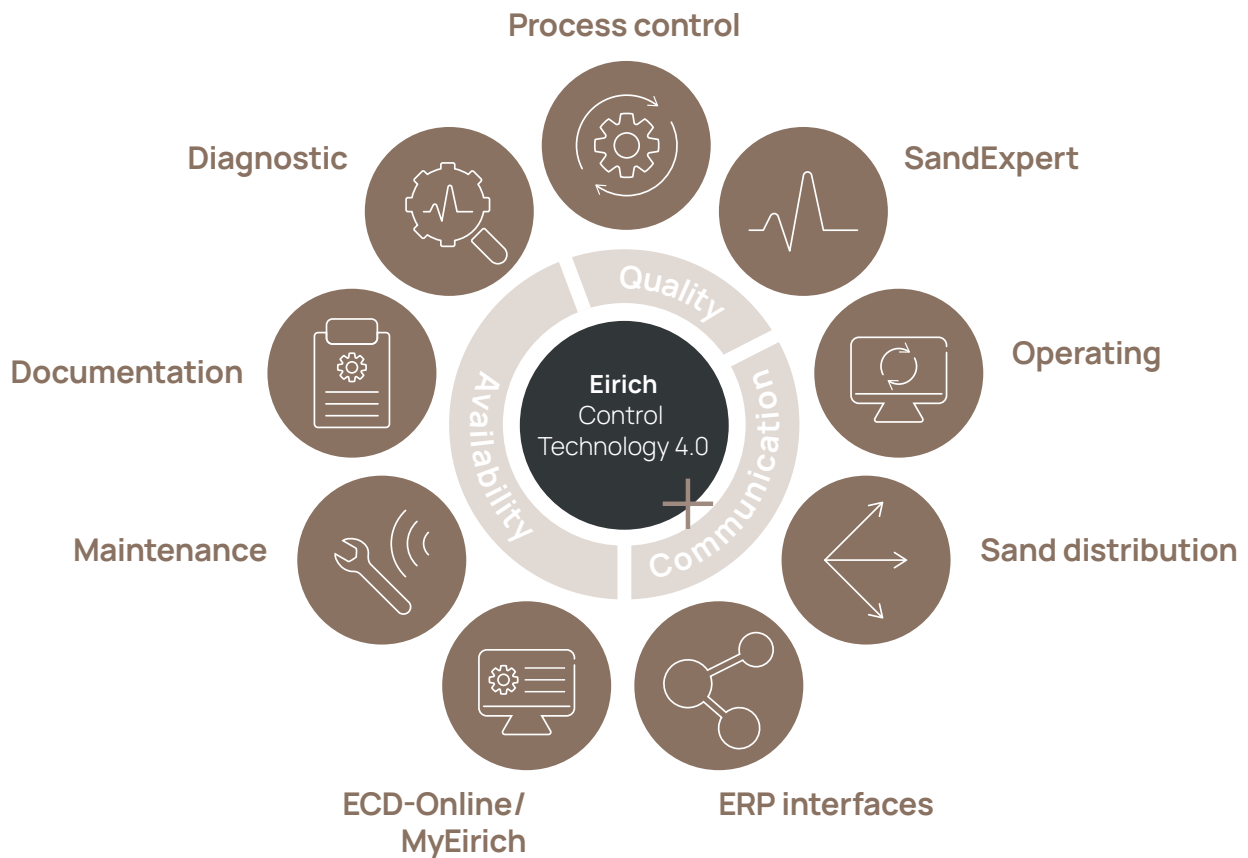 Process control
Diagnostic
SandExpert
Quality
Documentation
Operating
Availability
Eirich
Control
Technology 4.0
Communication
Maintenance
Sand distribution
ECD-Online/
MyEirich
ERP interfaces